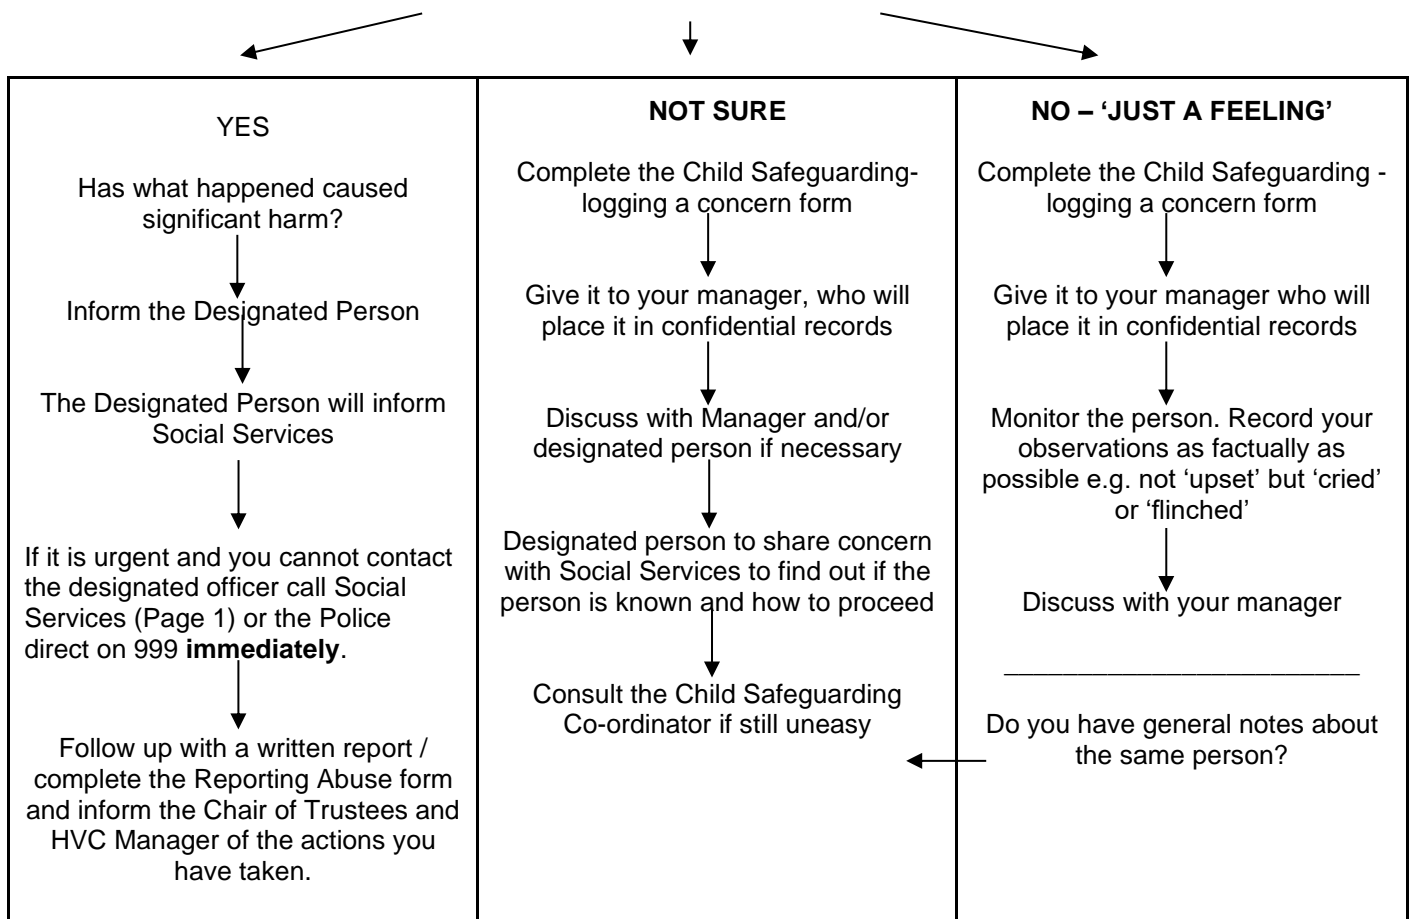 YES
Has what happened caused
significant harm?
Inform the Designated Person
The Designated Person will inform
Social Services
If it is urgent and you cannot contact
the designated officer call Social
Services (Page 1) or the Police
direct on 999 immediately.
Follow up with a written report /
complete the Reporting Abuse form
and inform the Chair of Trustees and
HVC Manager of the actions you
have taken.
NOT SURE
Complete the Child Safeguarding-
logging a concern form
Give it to your manager, who will
place it in confidential records
Discuss with Manager and/or
designated person if necessary
Designated person to share concern
with Social Services to find out if the
person is known and how to proceed
Consult the Child Safeguarding
Co-ordinator if still uneasy
NO – ‘JUST A FEELING’
Complete the Child Safeguarding -
logging a concern form
Give it to your manager who will
place it in confidential records
Monitor the person. Record your
observations as factually as
possible e.g. not ‘upset’ but ‘cried’
or ‘flinched’
Discuss with your manager
Do you have general notes about
the same person?